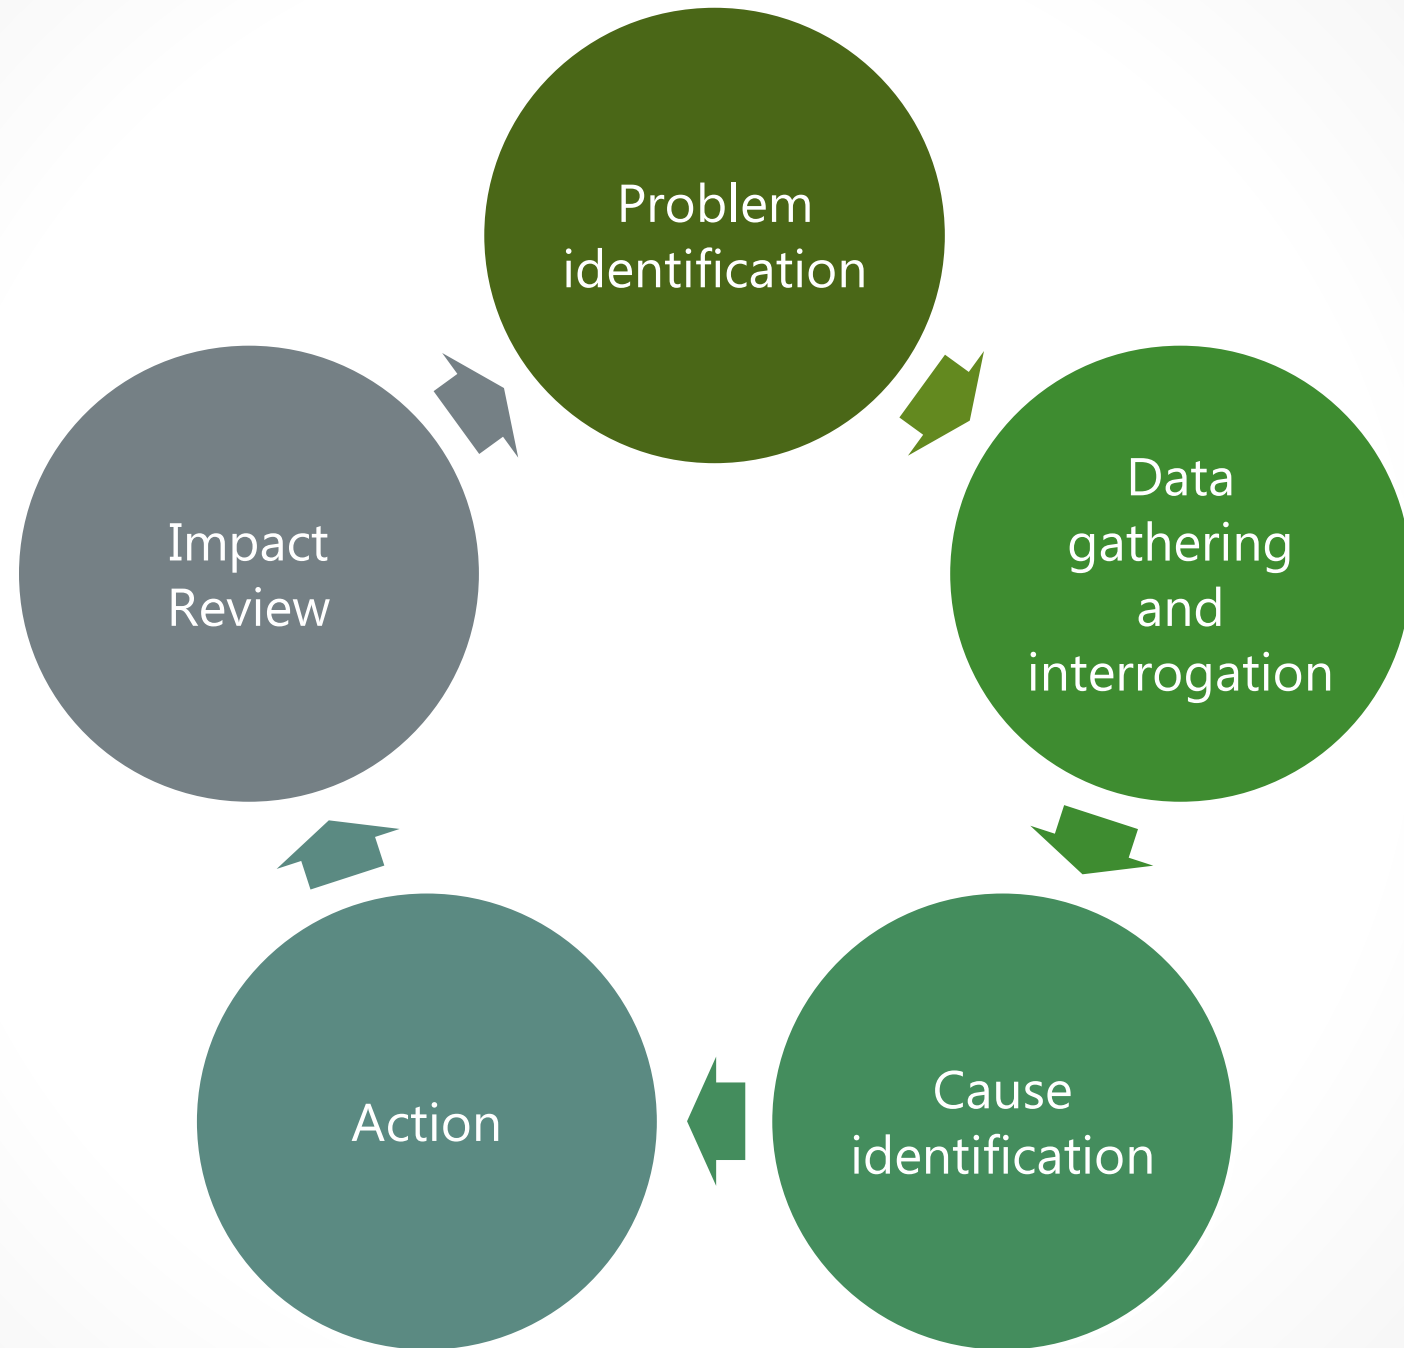 Problem
identification
Data
gathering
and
interrogation
Cause
identification
Action
Impact
Review